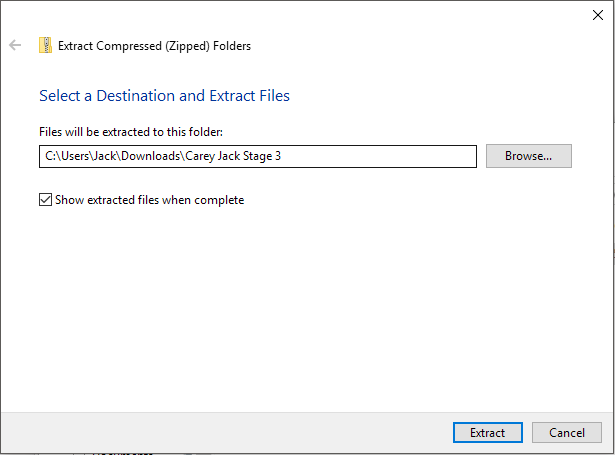 Extract Compressed (Zipped) Folders
Select a Destination and Extract Files
Files will be extracted to this folder:
C:\Users\Jack\Downloads\Carey Jack Stage 3
Browse...
Show extracted files when complete
Extract
Cancel